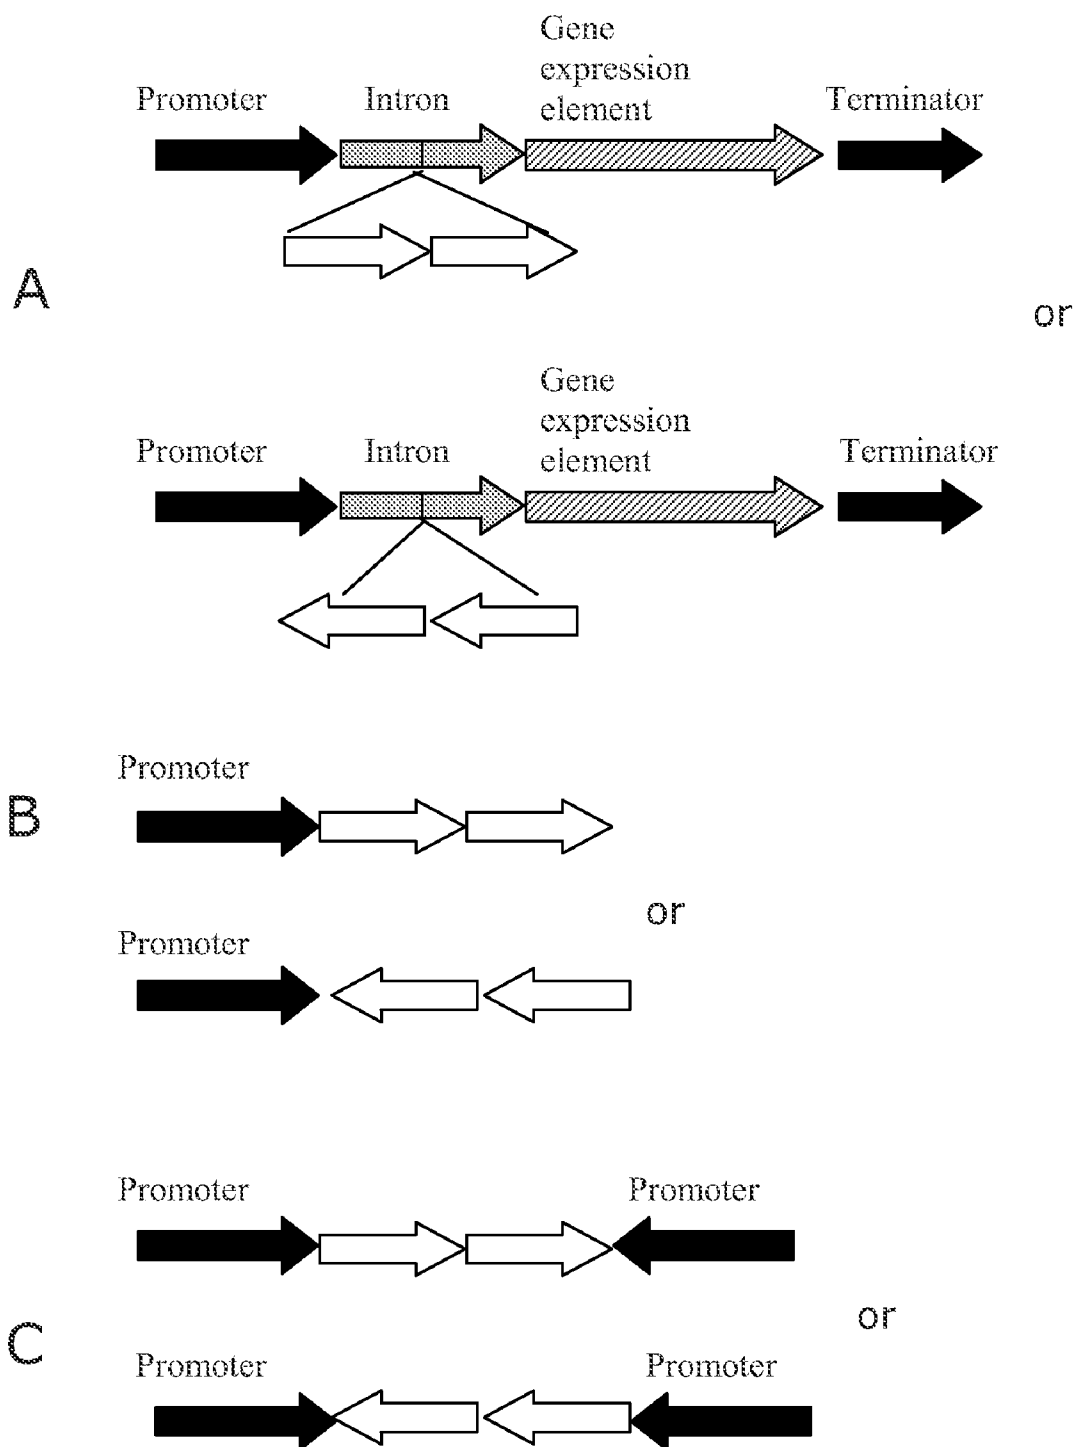 Gene
expression
element
Promoter
Intron
Terminator
A
or
Gene
expression
element
Promoter
Intron
Terminator
Promoter
B
or
Promoter
Promoter
Promoter
or
C
Promoter
Promoter